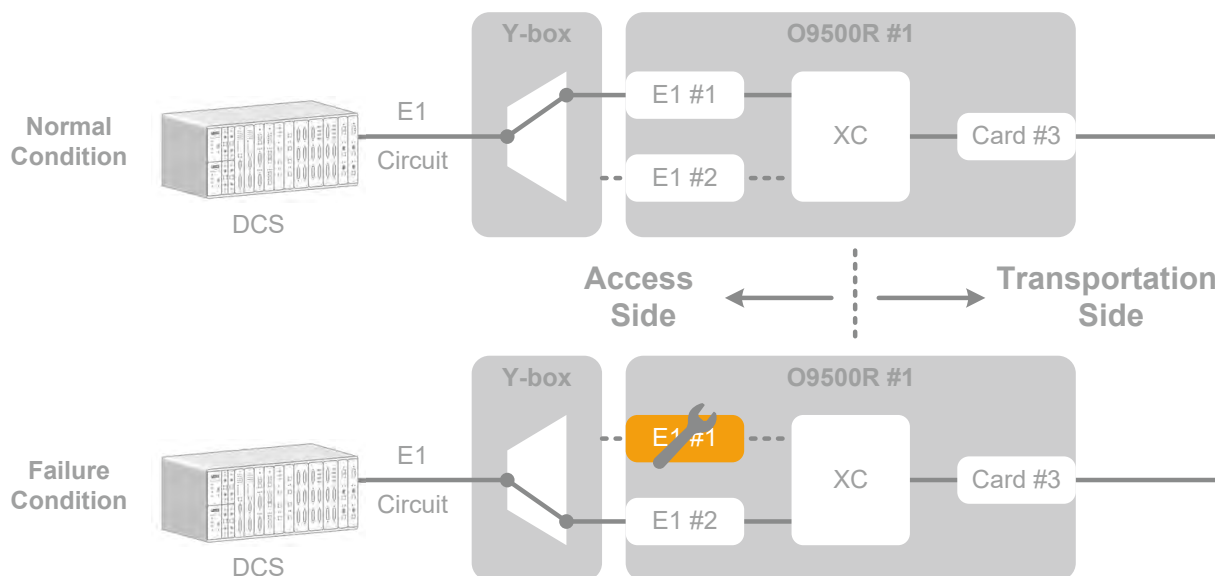 Y-box
O9500R #1
Normal
Condition
E1
Circuit
DCS
E1 #1
E1 #2
XC
Card #3
Access
Side
Transportation
Side
Y-box
O9500R #1
Failure
Condition
E1
Circuit
DCS
E1 #1
E1 #2
XC
Card #3